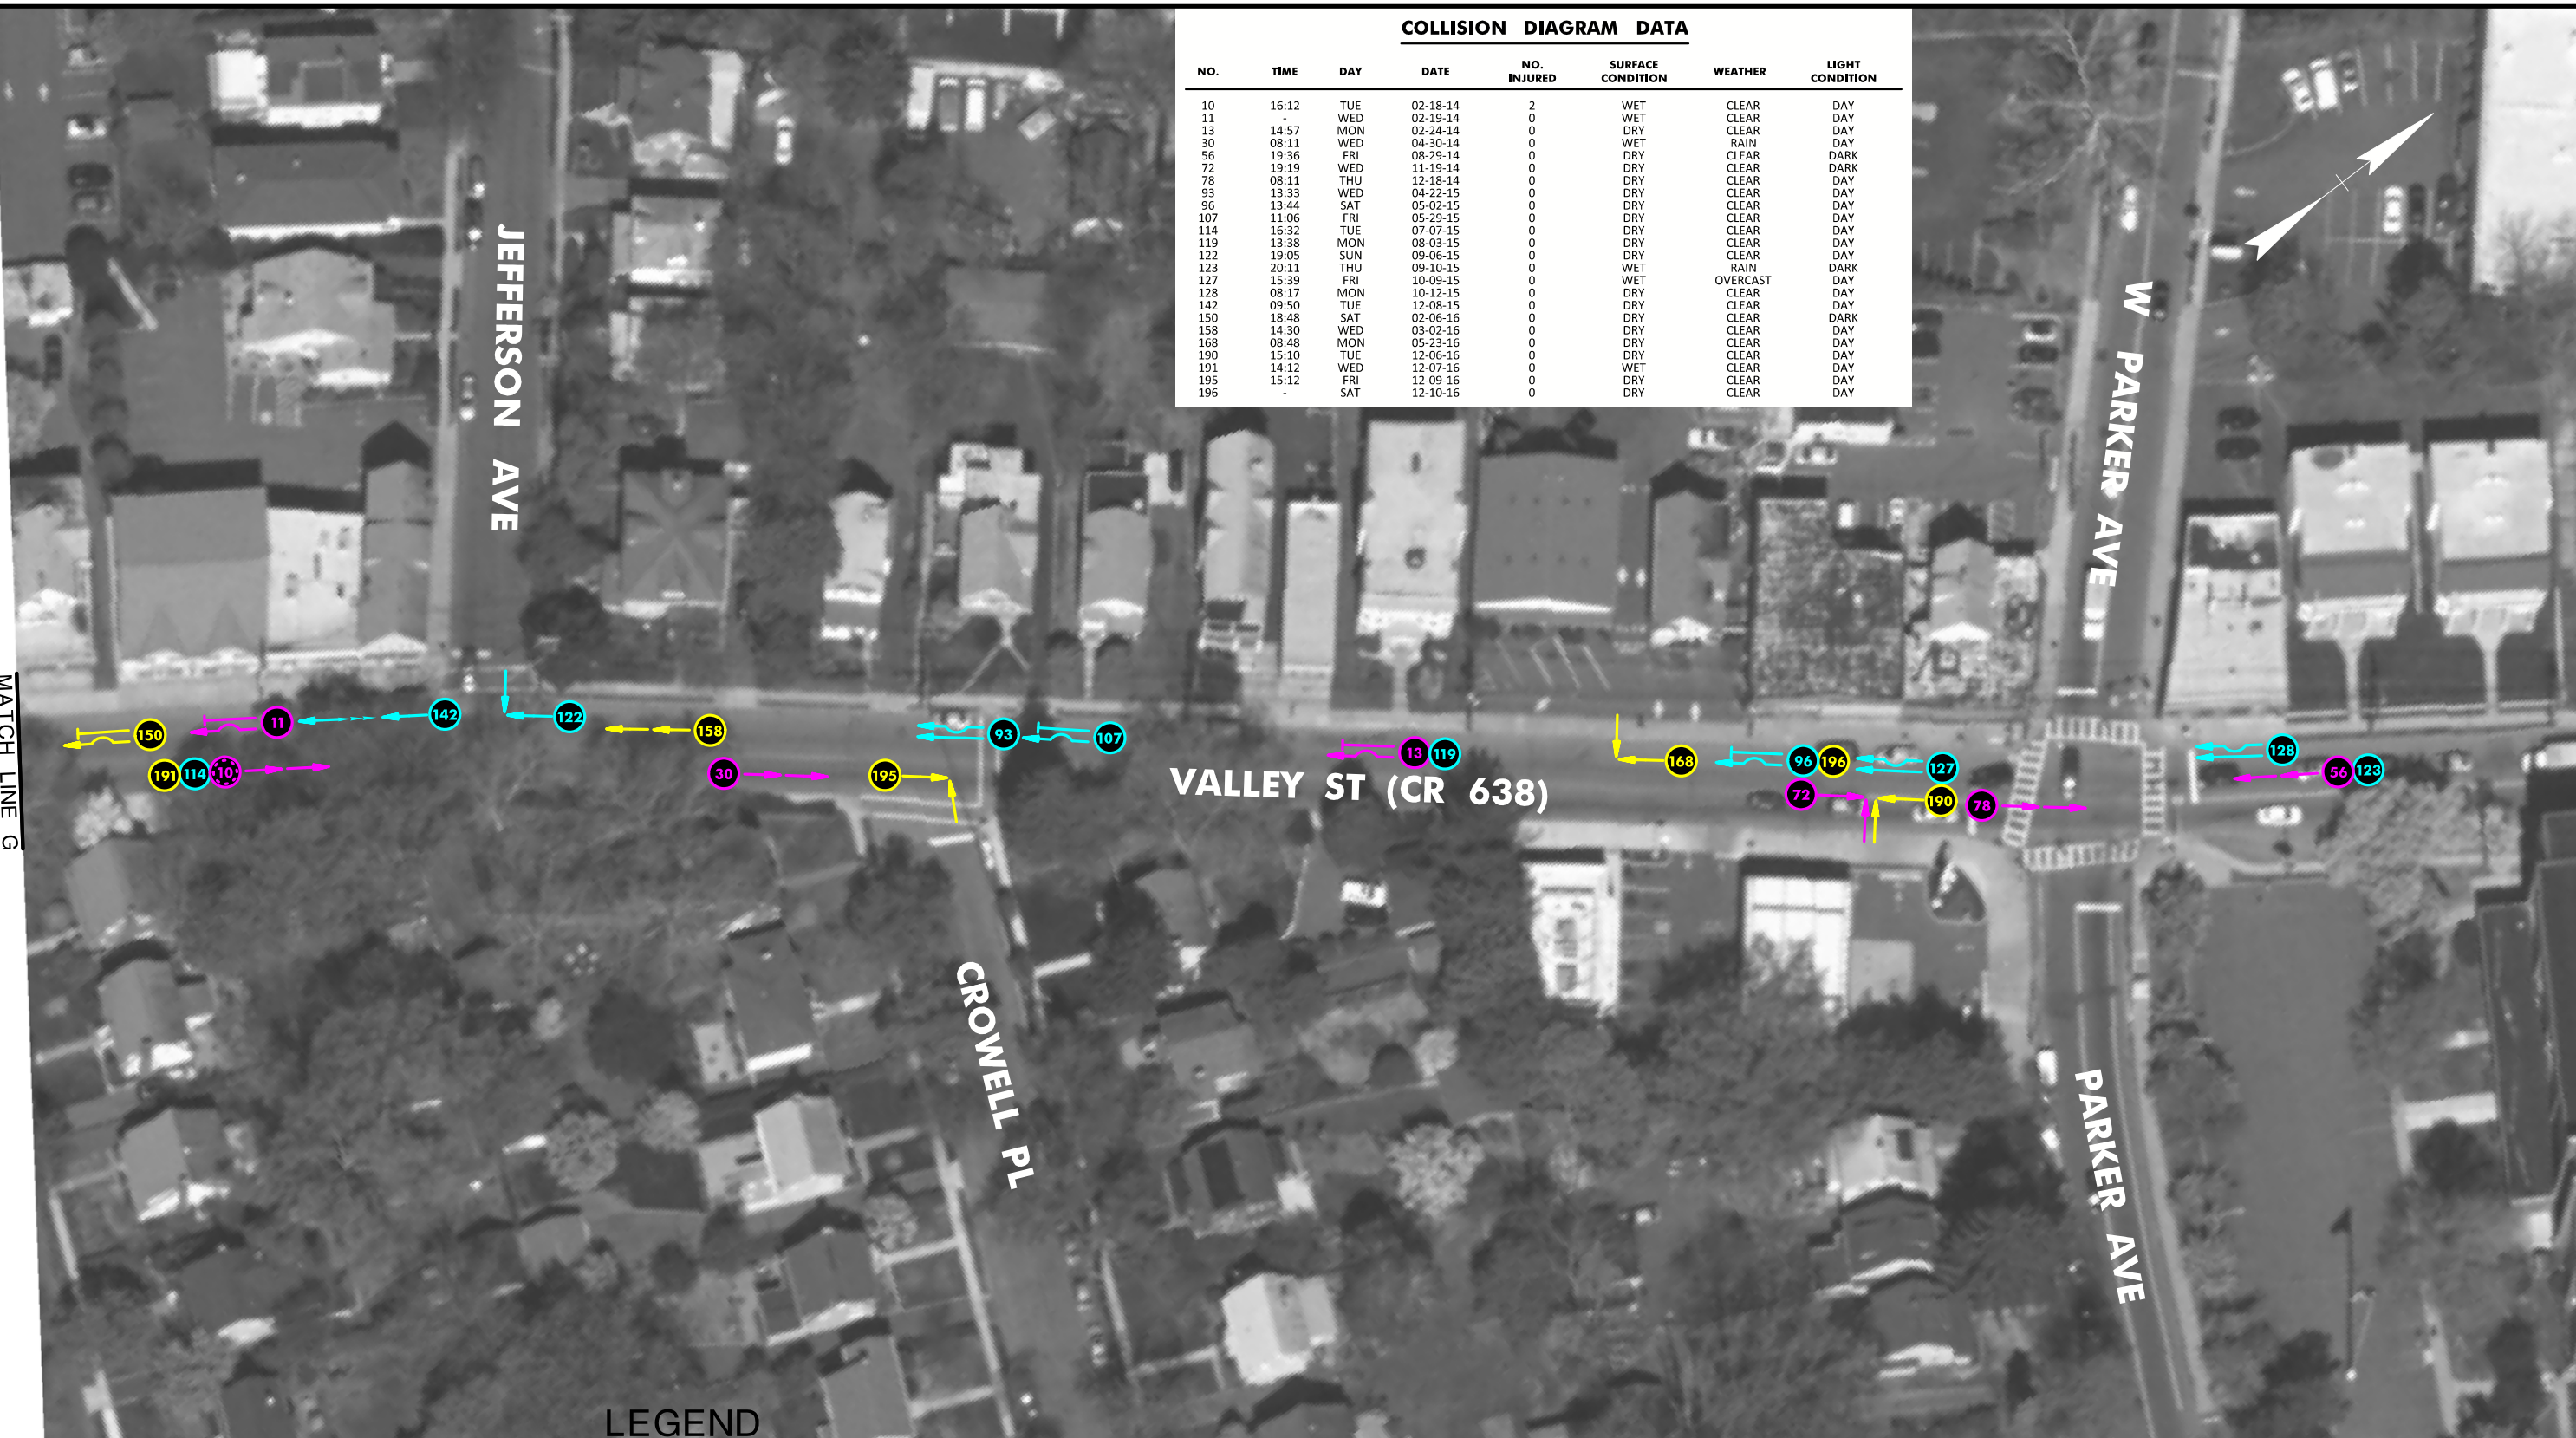 COLLISION DIAGRAM DATA
NO. TIME DAY DATE NO. INJURED SURFACE CONDITION WEATHER LIGHT CONDITION
10 16:12 TUE 02-18-14 2 WET CLEAR DAY
11 - WED 02-19-14 0 WET CLEAR DAY
13 14:57 MON 02-24-14 0 DRY CLEAR DAY
30 08:11 WED 04-30-14 0 WET RAIN DAY
56 19:36 FRI 08-29-14 0 DRY CLEAR DARK
72 19:19 WED 11-19-14 0 DRY CLEAR DARK
78 08:11 THU 12-18-14 0 DRY CLEAR DAY
93 13:33 WED 04-22-15 0 DRY CLEAR DAY
96 13:44 SAT 05-02-15 0 DRY CLEAR DAY
107 11:06 FRI 05-29-15 0 DRY CLEAR DAY
114 16:32 TUE 07-07-15 0 DRY CLEAR DAY
119 13:38 MON 08-03-15 0 DRY CLEAR DAY
122 19:05 SUN 09-06-15 0 DRY CLEAR DAY
123 20:11 THU 09-10-15 0 WET RAIN DARK
127 15:39 FRI 10-09-15 0 WET OVERCAST DAY
128 08:17 MON 10-12-15 0 DRY CLEAR DAY
142 09:50 TUE 12-08-15 0 DRY CLEAR DAY
150 18:48 SAT 02-06-16 0 DRY CLEAR DARK
158 14:30 WED 03-02-16 0 DRY CLEAR DAY
168 08:48 MON 05-23-16 0 DRY CLEAR DAY
190 15:10 TUE 12-06-16 0 DRY CLEAR DAY
191 14:12 WED 12-07-16 0 WET CLEAR DAY
195 15:12 FRI 12-09-16 0 DRY CLEAR DAY
196 - SAT 12-10-16 0 DRY CLEAR DAY
JEFFERSON AVE
W PARKER AVE
MATCH LINE G
150
11
142
122
158
93
107
13
119
168
96
196
127
128
56
123
191
114
10
30
195
72
190
78
VALLEY ST (CR 638)
CROWELL PL
PARKER AVE
LEGEND